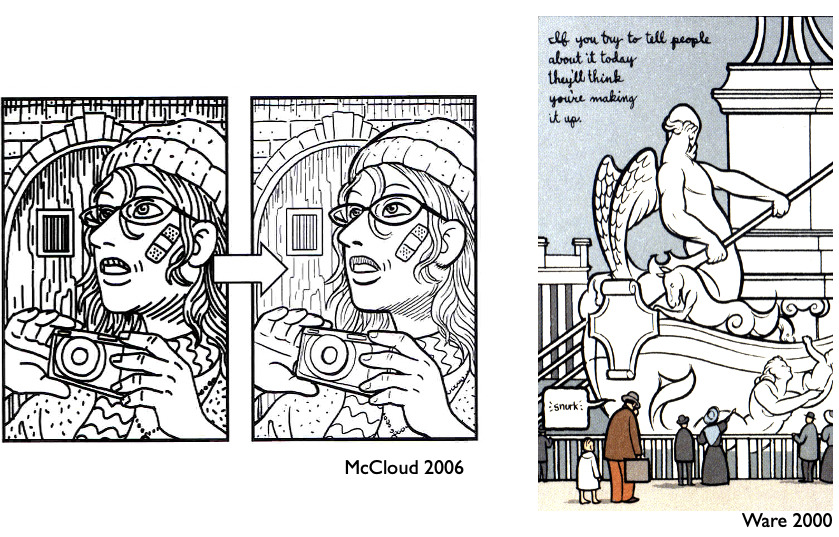 If you try to tell people
about it today
they'll think
you're making
it up.
:snurk:
McCloud 2006
Ware 2000